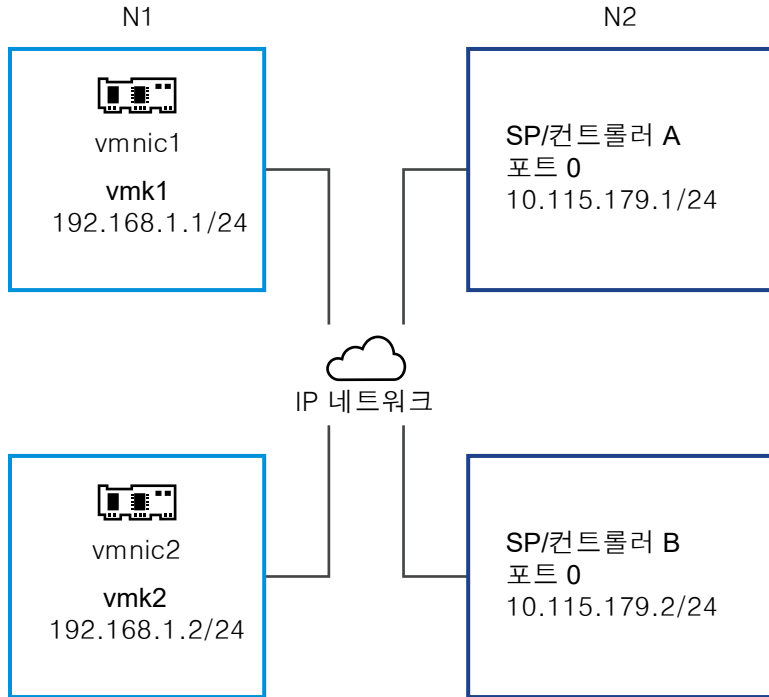 N1
N2
vmnic1
vmk1
192.168.1.1/24
SP/컨트롤러 A
포트 0
10.115.179.1/24
IP 네트워크
vmnic2
vmk2
192.168.1.2/24
SP/컨트롤러 B
포트 0
10.115.179.2/24